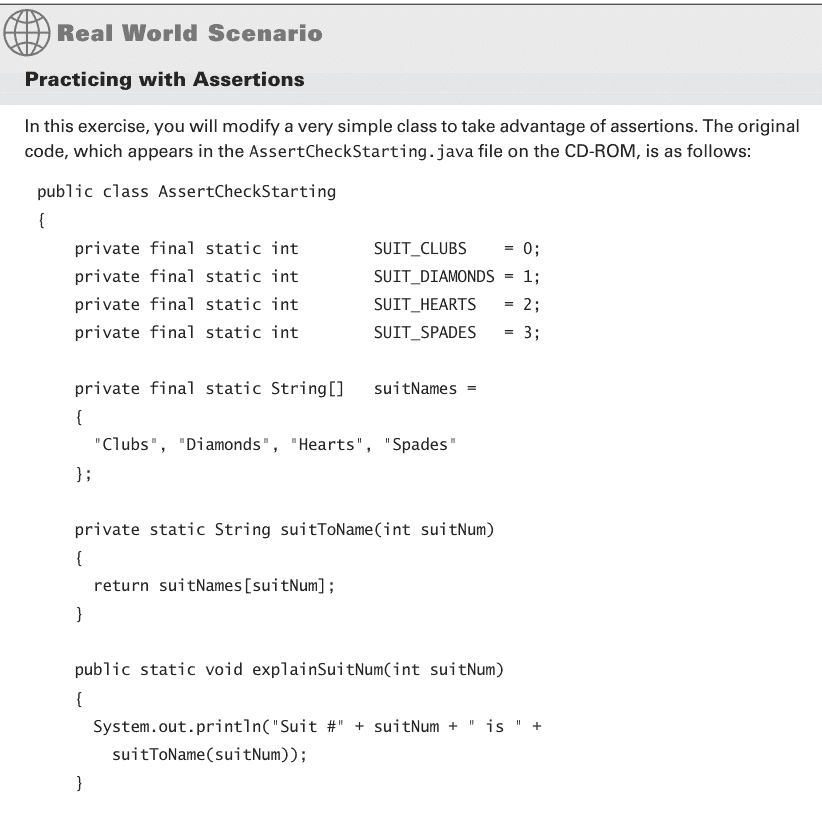 Real World Scenario
Practicing with Assertions
In this exercise, you will modify a very simple class to take advantage of assertions. The original
code, which appears in the AssertCheckStarting.java file on the CD-ROM, is as follows:
public class AssertCheckStarting
{
    private final static int        SUIT_CLUBS    = 0;
    private final static int        SUIT_DIAMONDS = 1;
    private final static int        SUIT_HEARTS   = 2;
    private final static int        SUIT_SPADES   = 3;
    private final static String[]   suitNames =
    {
      "Clubs", "Diamonds", "Hearts", "Spades"
    };
    private static String suitToName(int suitNum)
    {
      return suitNames[suitNum];
    }
    public static void explainSuitNum(int suitNum)
    {
      System.out.println("Suit #" + suitNum + " is " +
        suitToName(suitNum));
    }